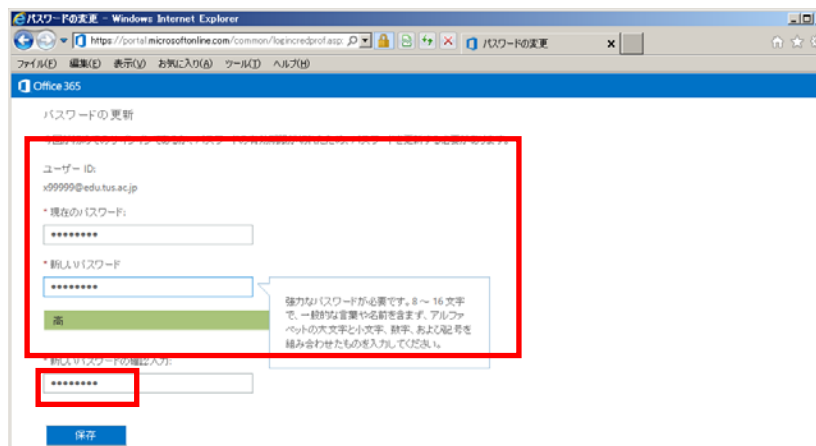 パスワードの変更 - Windows Internet Explorer
https://portal.microsoftonline.com/common/logincredprof.asp:
パスワードの変更
ファイル(F) 編集(E) 表示(V) お気に入り(A) ツール(T) ヘルプ(H)
Office 365
パスワードの更新
ユーザー ID:
x99999@edu.tus.ac.jp
* 現在のパスワード:
••••••••
* 新しいパスワード
••••••••
強力なパスワードが必要です。8 ～ 16 文字
で、一般的な言葉や名前を含まず、アルファ
ベットの大文字と小文字、数字、および記号を
組み合わせたものを入力してください。
高
* 新しいパスワードの確認入力:
••••••••
保存